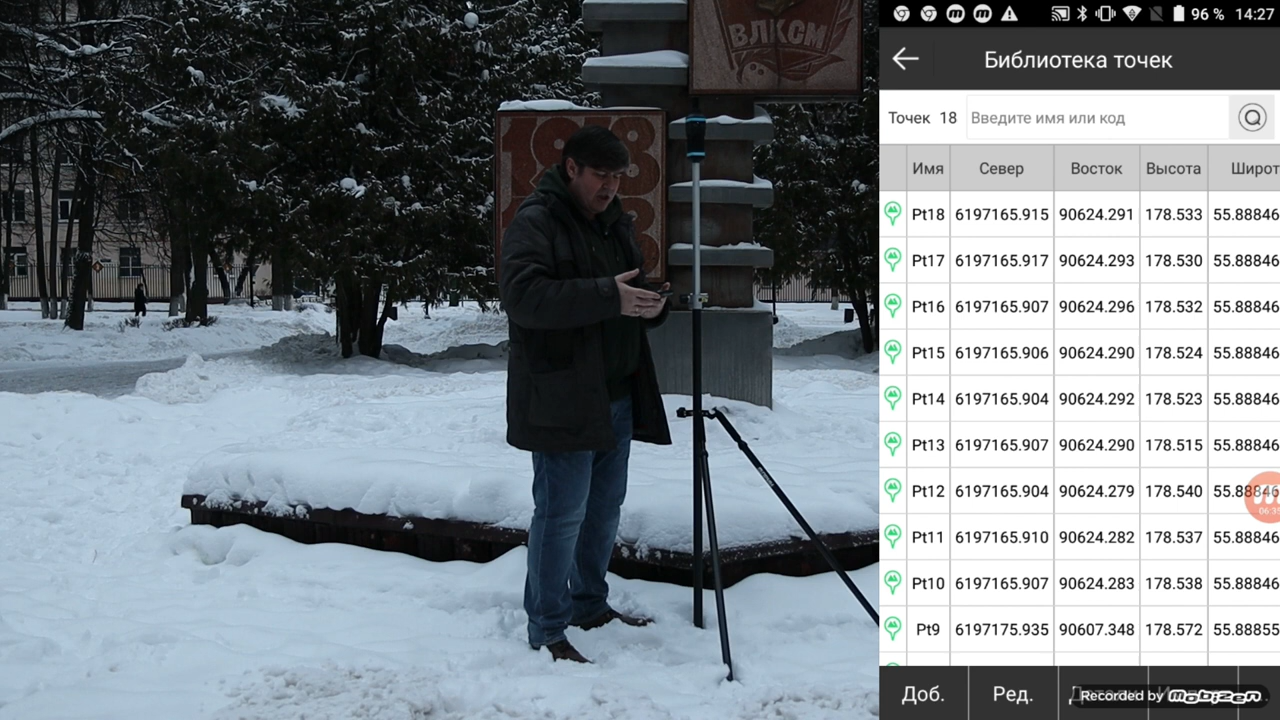 ВЛКСМ
96 % 14:27
Библиотека точек
Точек 18 Введите имя или код
Имя Север Восток Высота Широт
Pt18 6197165.915 90624.291 178.533 55.88846
Pt17 6197165.917 90624.293 178.530 55.88846
Pt16 6197165.907 90624.296 178.532 55.88846
Pt15 6197165.906 90624.290 178.524 55.88846
Pt14 6197165.904 90624.292 178.523 55.88846
Pt13 6197165.907 90624.290 178.515 55.88846
Pt12 6197165.904 90624.279 178.540 55.88846
Pt11 6197165.910 90624.282 178.537 55.88846
Pt10 6197165.907 90624.283 178.538 55.88846
Pt9 6197175.935 90607.348 178.572 55.88855
Доб. Ред.
Recorded by mobizen